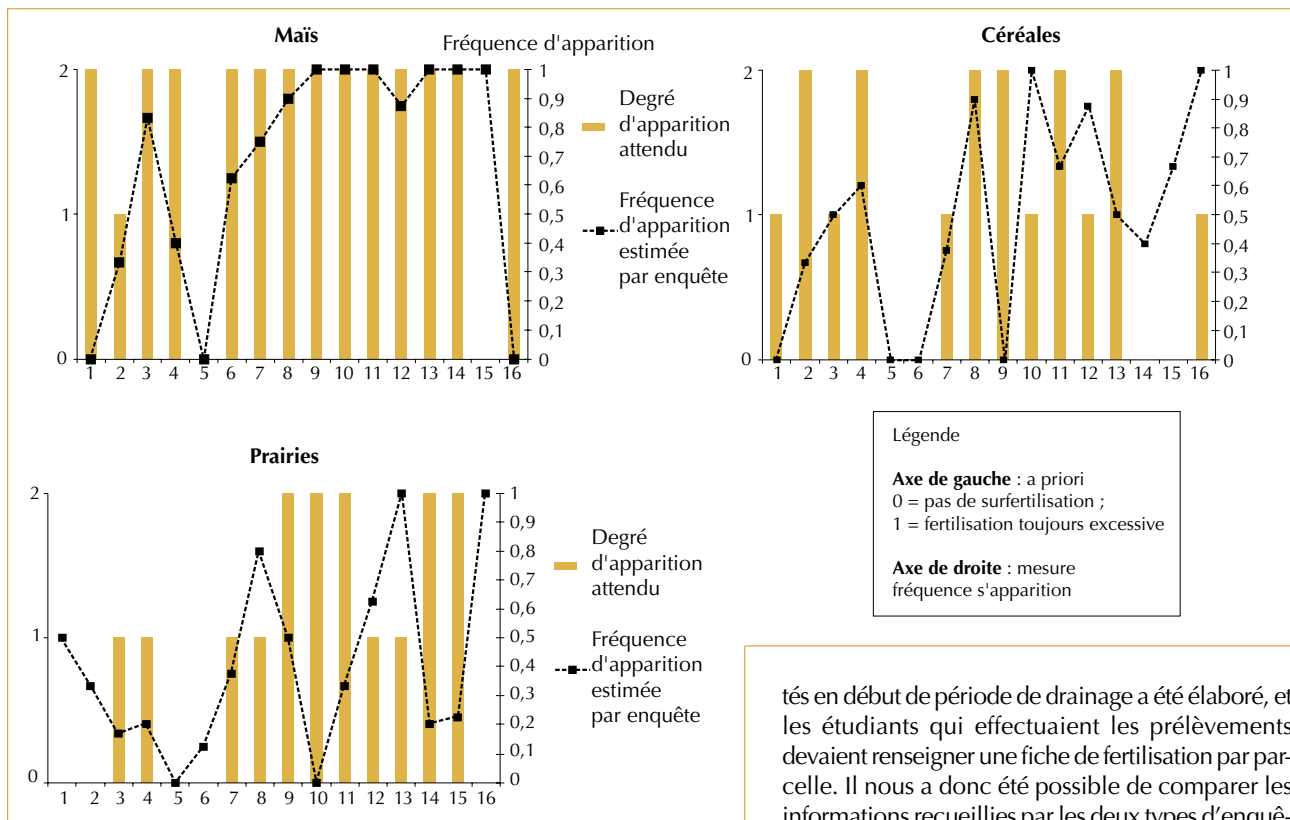 Maïs
Fréquence d'apparition
2
1
0
1
0,9
0,8
0,7
0,6
0,5
0,4
0,3
0,2
0,1
0
1 2 3 4 5 6 7 8 9 10 11 12 13 14 15 16
Degré
d'apparition
attendu
Fréquence
d'apparition
estimée
par enquête
Céréales
2
1
0
1
0,9
0,8
0,7
0,6
0,5
0,4
0,3
0,2
0,1
0
1 2 3 4 5 6 7 8 9 10 11 12 13 14 15 16
Prairies
2
1
0
1
0,9
0,8
0,7
0,6
0,5
0,4
0,3
0,2
0,1
0
1 2 3 4 5 6 7 8 9 10 11 12 13 14 15 16
Degré
d'apparition
attendu
Fréquence
d'apparition
estimée
par enquête
Légende
Axe de gauche : a priori
0 = pas de surfertilisation ;
1 = fertilisation toujours excessive
Axe de droite : mesure
fréquence s'apparition
tés en début de période de drainage a été élaboré, et
les étudiants qui effectuaient les prélèvements
devaient renseigner une fiche de fertilisation par par-
celle. Il nous a donc été possible de comparer les
informations recueillies par les deux types d'enquê-